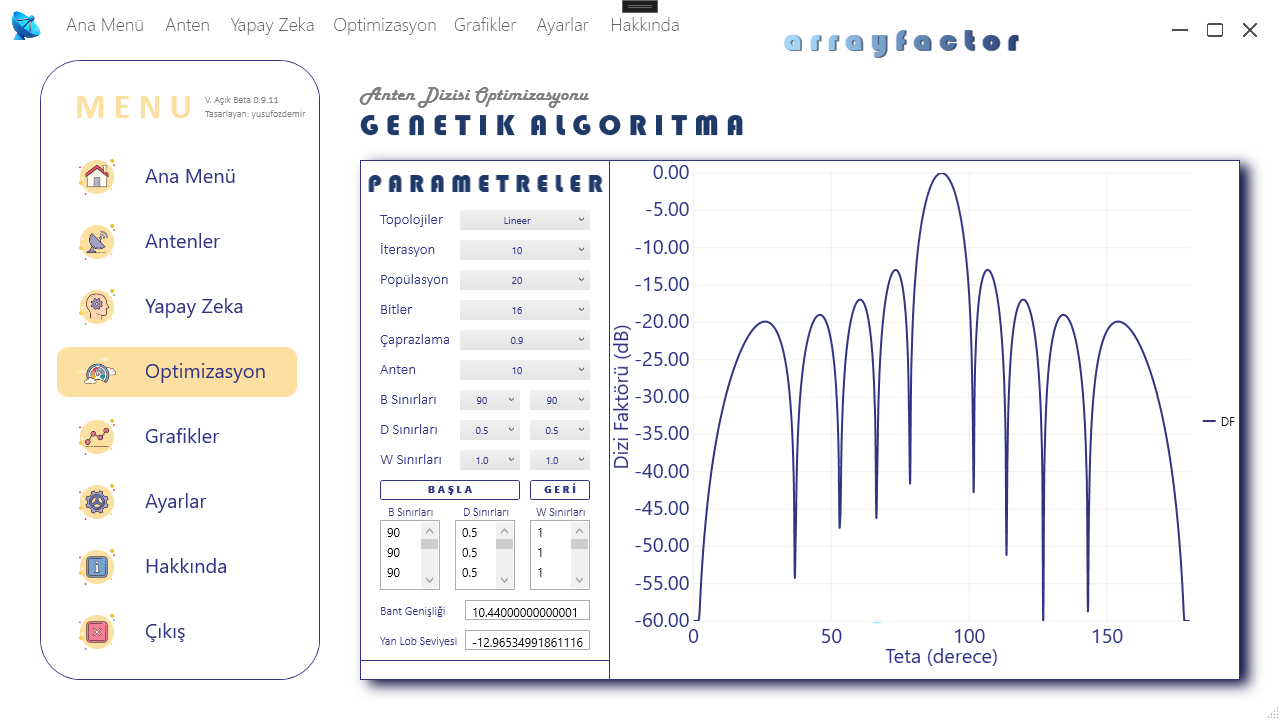 Ana Menü Anten Yapay Zeka Optimizasyon Grafikler Ayarlar Hakkında
arrayfactor
MENU
V. Açık Beta 0.9.11
Tasarlayan: yusufozdemir
Ana Menü
Antenler
Yapay Zeka
Optimizasyon
Grafikler
Ayarlar
Hakkında
Çıkış
Anten Dizisi Optimizasyonu
GENETIK ALGORITMA
PARAMETRELER
Topolojiler Lineer
İterasyon 10
Popülasyon 20
Bitler 16
Çaprazlama 0.9
Anten 10
B Sınırları 90 90
D Sınırları 0.5 0.5
W Sınırları 1.0 1.0
BAŞLA GERİ
B Sınırları D Sınırları W Sınırları
90 0.5 1
90 0.5 1
90 0.5 1
Bant Genişliği 10.44000000000001
Yan Lob Seviyesi -12.96534991861116
Dizi Faktörü (dB)
0.00
-5.00
-10.00
-15.00
-20.00
-25.00
-30.00
-35.00
-40.00
-45.00
-50.00
-55.00
-60.00
0 50 100 150
Teta (derece)
DF